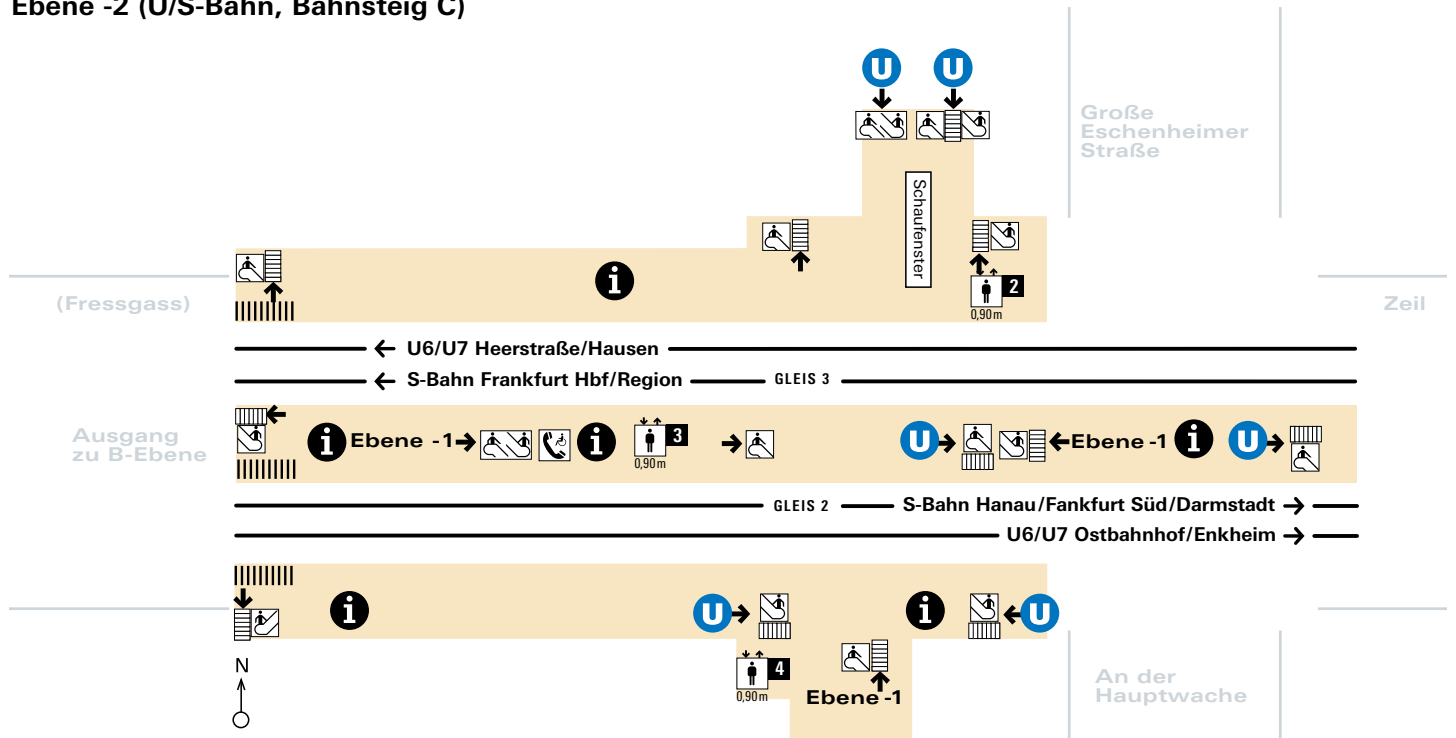 Ebene -2 (U/S-Bahn, Bahnsteig C)
U
U
Große
Eschenheimer
Straße
Schaufenster
i
2
0,90 m
(Fressgass)
Zeil
U6/U7 Heerstraße/Hausen
S-Bahn Frankfurt Hbf/Region
GLEIS 3
Ausgang
zu B-Ebene
i
Ebene -1
i
3
0,90 m
U
Ebene -1
i
U
GLEIS 2
S-Bahn Hanau/Fankfurt Süd/Darmstadt
U6/U7 Ostbahnhof/Enkheim
i
U
i
U
4
0,90 m
Ebene -1
N
An der
Hauptwache